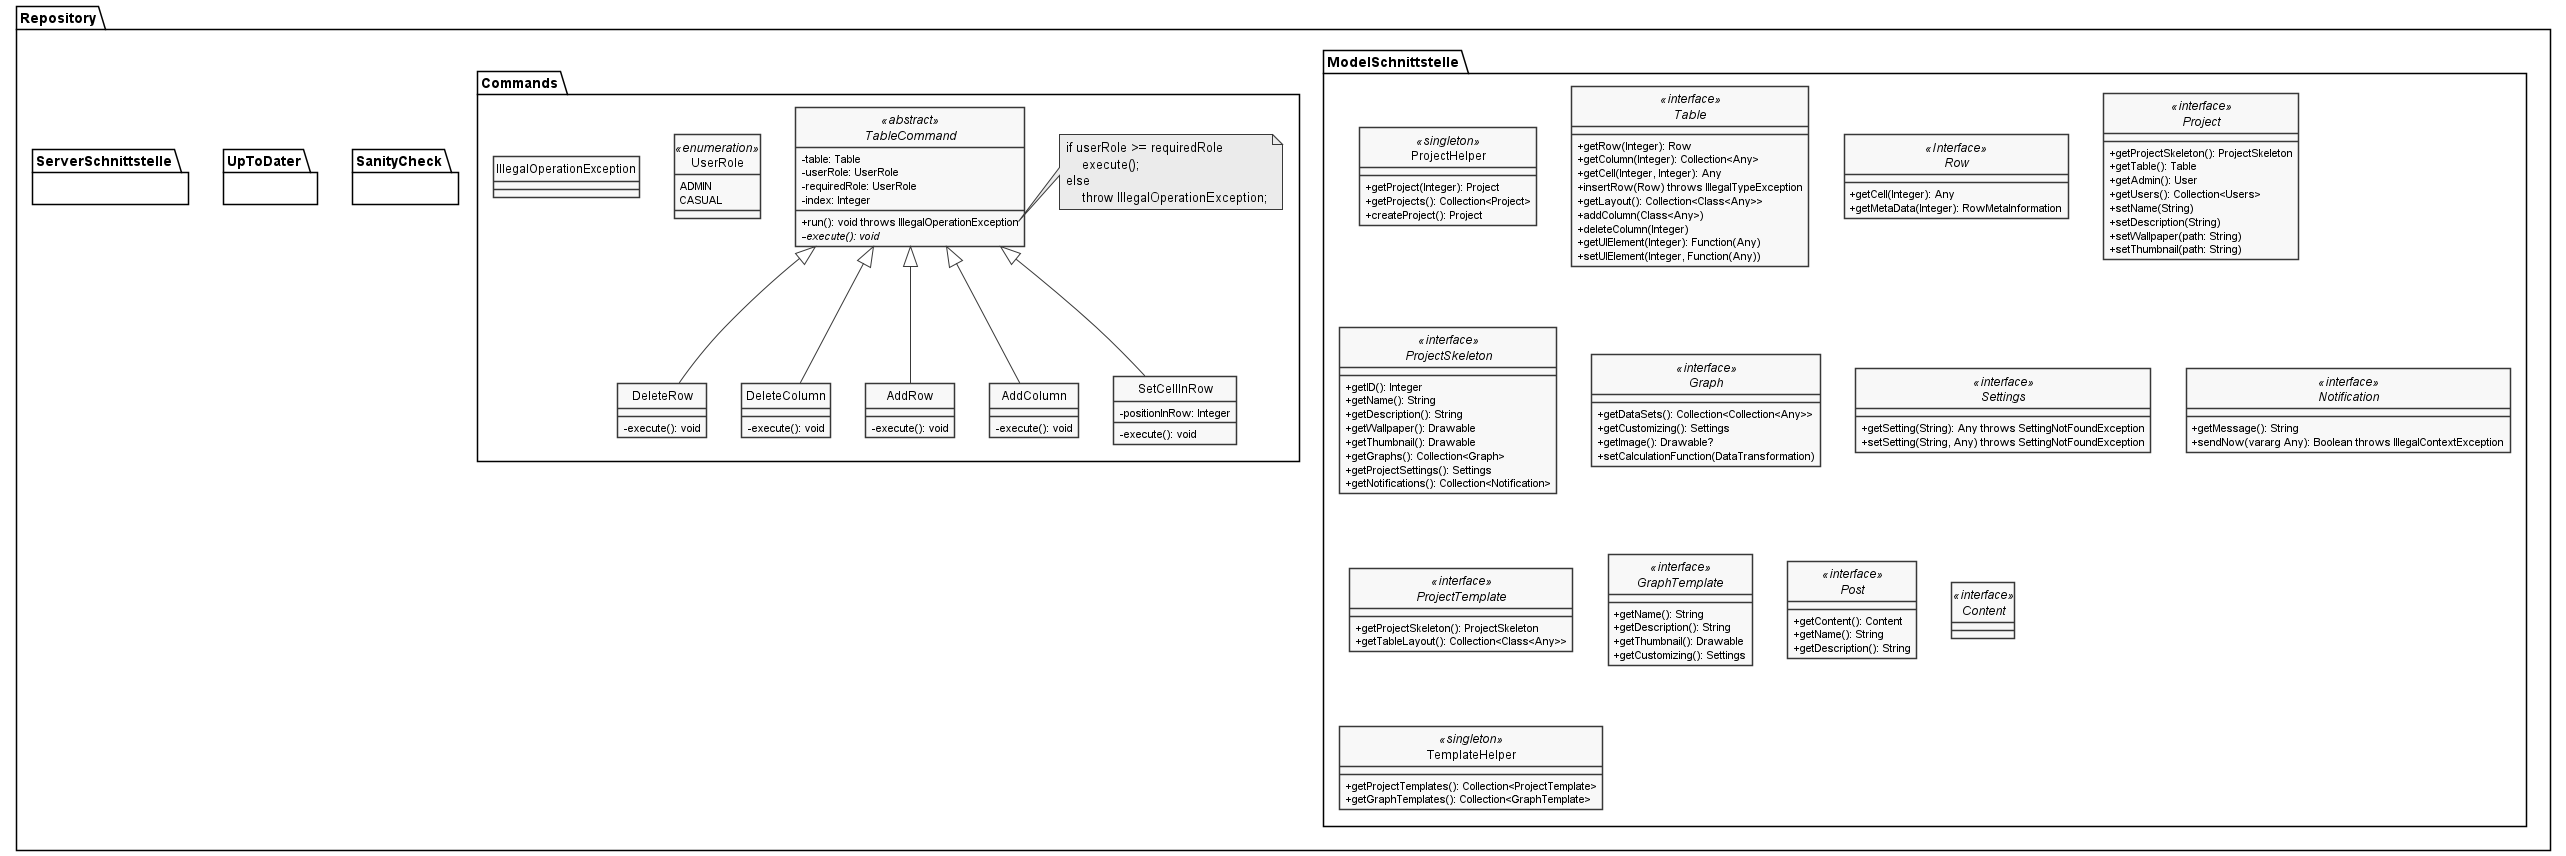 Repository
ServerSchnittstelle
UpToDater
SanityCheck
Commands
IllegalOperationException
«enumeration»
UserRole
ADMIN
CASUAL
«abstract»
TableCommand
-table: Table
-userRole: UserRole
-requiredRole: UserRole
-index: Integer
+run(): void throws IllegalOperationException
-execute(): void
if userRole >= requiredRole
execute();
else
throw IllegalOperationException;
DeleteRow
-execute(): void
DeleteColumn
-execute(): void
AddRow
-execute(): void
AddColumn
-execute(): void
SetCellInRow
-positionInRow: Integer
-execute(): void
ModelSchnittstelle
«singleton»
ProjectHelper
+getProject(Integer): Project
+getProjects(): Collection<Project>
+createProject(): Project
«interface»
Table
+getRow(Integer): Row
+getColumn(Integer): Collection<Any>
+getCell(Integer, Integer): Any
+insertRow(Row) throws IllegalTypeException
+getLayout(): Collection<Class<Any>>
+addColumn(Class<Any>)
+deleteColumn(Integer)
+getUIElement(Integer): Function(Any)
+setUIElement(Integer, Function(Any))
«Interface»
Row
+getCell(Integer): Any
+getMetaData(Integer): RowMetaInformation
«interface»
Project
+getProjectSkeleton(): ProjectSkeleton
+getTable(): Table
+getAdmin(): User
+getUsers(): Collection<Users>
+setName(String)
+setDescription(String)
+setWallpaper(path: String)
+setThumbnail(path: String)
«interface»
ProjectSkeleton
+getID(): Integer
+getName(): String
+getDescription(): String
+getWallpaper(): Drawable
+getThumbnail(): Drawable
+getGraphs(): Collection<Graph>
+getProjectSettings(): Settings
+getNotifications(): Collection<Notification>
«interface»
Graph
+getDataSets(): Collection<Collection<Any>>
+getCustomizing(): Settings
+getImage(): Drawable?
+setCalculationFunction(DataTransformation)
«interface»
Settings
+getSetting(String): Any throws SettingNotFoundException
+setSetting(String, Any) throws SettingNotFoundException
«interface»
Notification
+getMessage(): String
+sendNow(vararg Any): Boolean throws IllegalContextException
«interface»
ProjectTemplate
+getProjectSkeleton(): ProjectSkeleton
+getTableLayout(): Collection<Class<Any>>
«interface»
GraphTemplate
+getName(): String
+getDescription(): String
+getThumbnail(): Drawable
+getCustomizing(): Settings
«interface»
Post
+getContent(): Content
+getName(): String
+getDescription(): String
«interface»
Content
«singleton»
TemplateHelper
+getProjectTemplates(): Collection<ProjectTemplate>
+getGraphTemplates(): Collection<GraphTemplate>